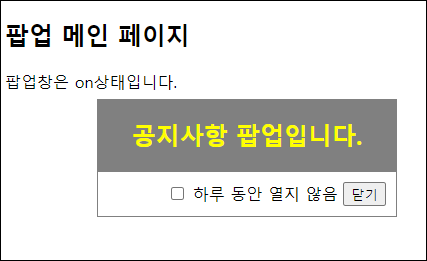 팝업 메인 페이지
팝업창은 on상태입니다.
공지사항 팝업입니다.
하루 동안 열지 않음 닫기